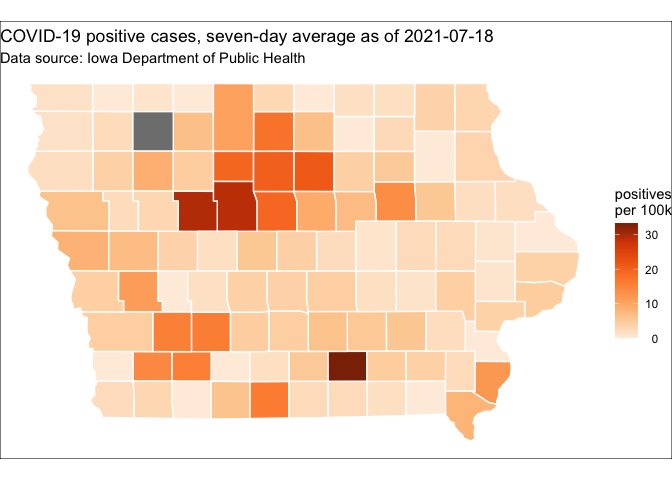 COVID-19 positive cases, seven-day average as of 2021-07-18
Data source: Iowa Department of Public Health
positives
per 100k
30
20
10
0